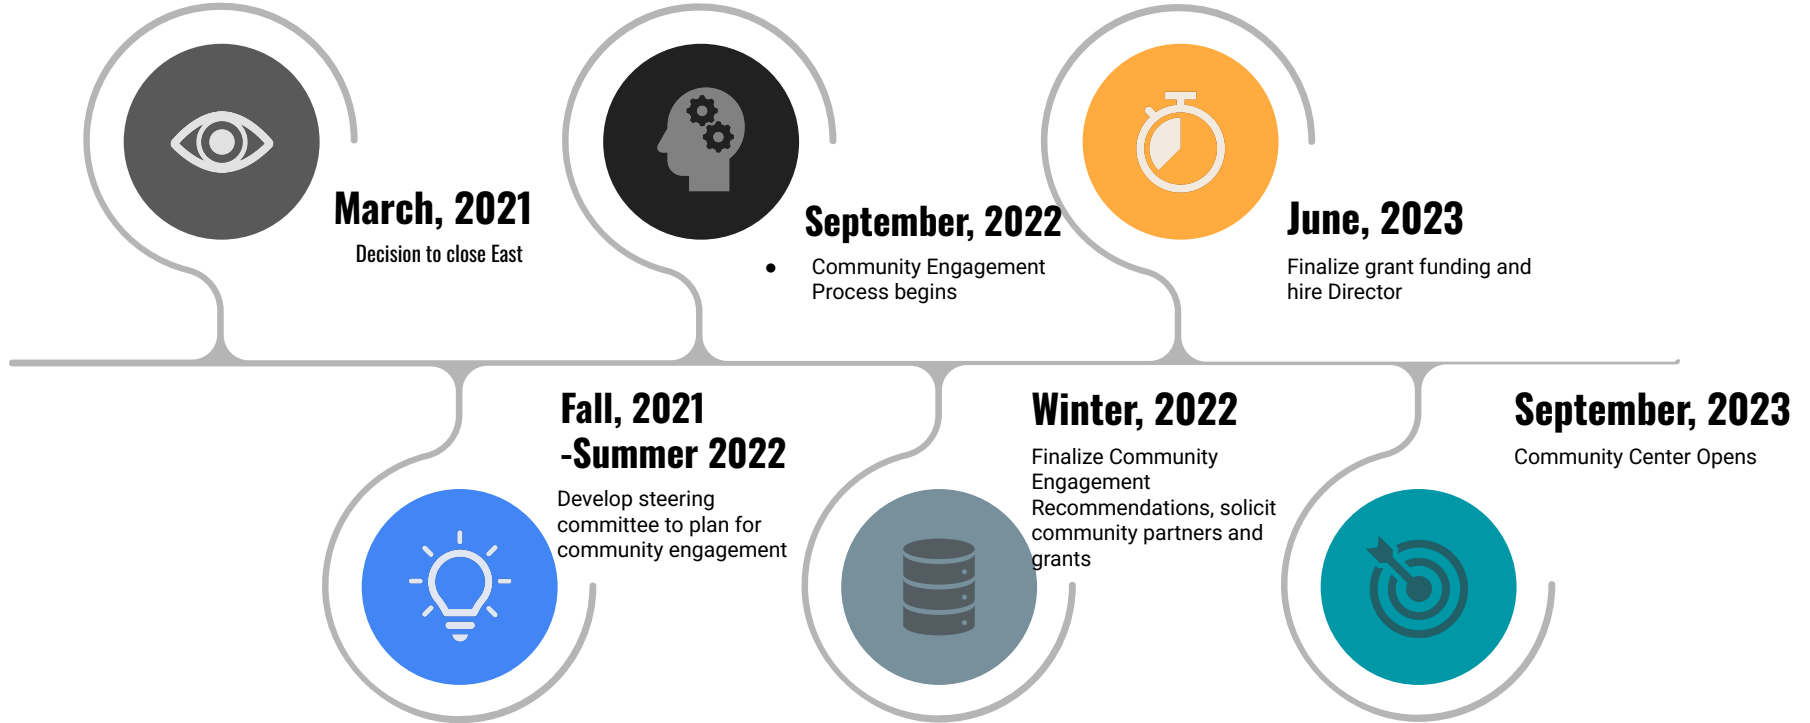 March, 2021
Decision to close East
Fall, 2021
-Summer 2022
Develop steering
committee to plan for
community engagement
September, 2022
● Community Engagement
Process begins
Winter, 2022
Finalize Community
Engagement
Recommendations, solicit
community partners and
grants
June, 2023
Finalize grant funding and
hire Director
September, 2023
Community Center Opens